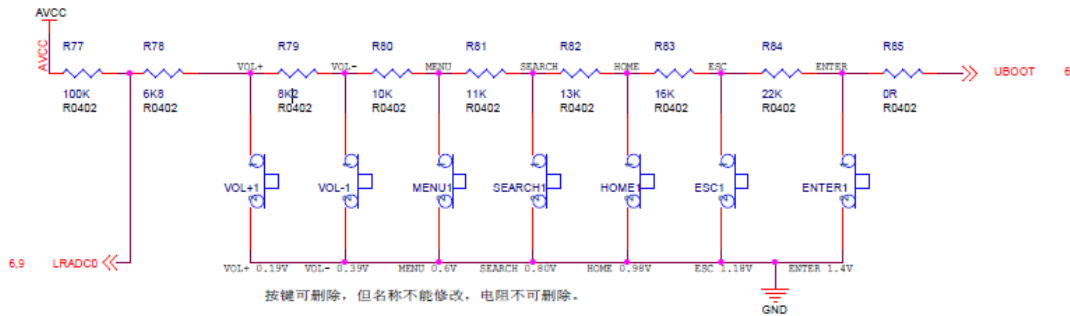 AVCC
AVCC
R77 R78 R79 R80 R81 R82 R83 R84 R85
VOL+ VOL- MENU SEARCH HOME ESC ENTER
UBOOT 6
100K 6K8 8K2 10K 11K 13K 16K 22K 0R
R0402 R0402 R0402 R0402 R0402 R0402 R0402 R0402 R0402
VOL+1 VOL-1 MENU1 SEARCH1 HOME1 ESC1 ENTER1
6,9 LRADC0
VOL+ 0.19V VOL- 0.39V MENU 0.6V SEARCH 0.80V HOME 0.98V ESC 1.18V ENTER 1.4V
按键可删除，但名称不能修改，电阻不可删除。
GND